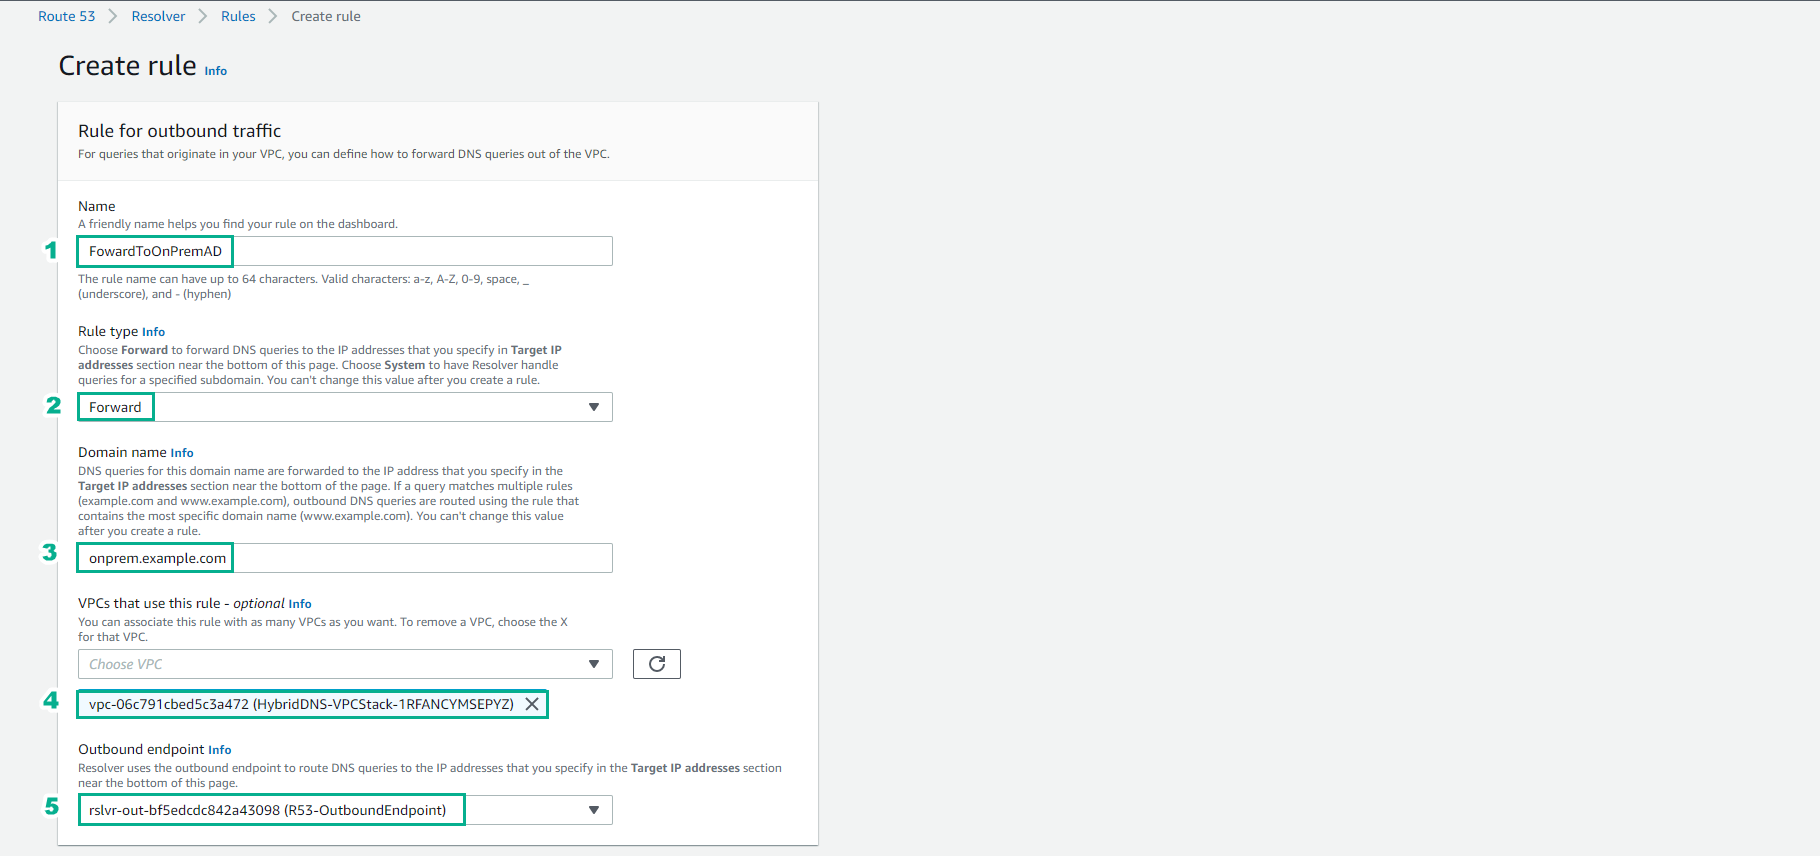 Route 53 Resolver Rules Create rule
Create rule Info
Rule for outbound traffic
For queries that originate in your VPC, you can define how to forward DNS queries out of the VPC.
Name
A friendly name helps you find your rule on the dashboard.
1 FowardToOnPremAD
The rule name can have up to 64 characters. Valid characters: a-z, A-Z, 0-9, space, _
(underscore), and - (hyphen)
Rule type Info
Choose Forward to forward DNS queries to the IP addresses that you specify in Target IP
addresses section near the bottom of this page. Choose System to have Resolver handle
queries for a specified subdomain. You can't change this value after you create a rule.
2 Forward
Domain name Info
DNS queries for this domain name are forwarded to the IP address that you specify in the
Target IP addresses section near the bottom of the page. If a query matches multiple rules
(example.com and www.example.com), outbound DNS queries are routed using the rule that
contains the most specific domain name (www.example.com). You can't change this value
after you create a rule.
3 onprem.example.com
VPCs that use this rule - optional Info
You can associate this rule with as many VPCs as you want. To remove a VPC, choose the X
for that VPC.
Choose VPC
4 vpc-06c791cbed5c3a472 (HybridDNS-VPCStack-1RFANCYMSEPYZ)
Outbound endpoint Info
Resolver uses the outbound endpoint to route DNS queries to the IP addresses that you specify in the Target IP addresses section
near the bottom of this page.
5 rslvr-out-bf5edcdc842a43098 (R53-OutboundEndpoint)